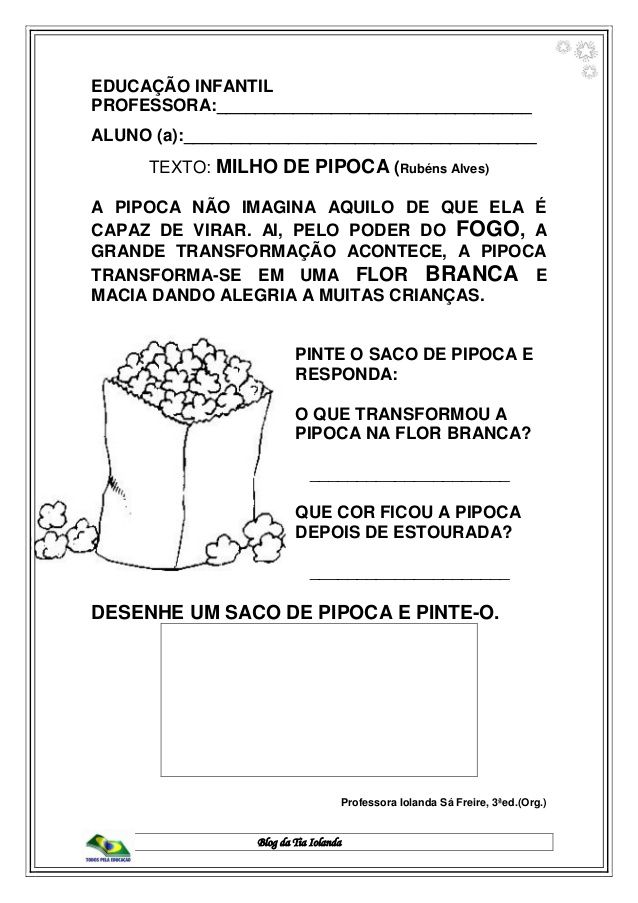 EDUCAÇÃO INFANTIL
PROFESSORA:_________________________________
ALUNO (a):_____________________________________
TEXTO: MILHO DE PIPOCA (Rubéns Alves)
A PIPOCA NÃO IMAGINA AQUILO DE QUE ELA É
CAPAZ DE VIRAR. AI, PELO PODER DO FOGO, A
GRANDE TRANSFORMAÇÃO ACONTECE, A PIPOCA
TRANSFORMA-SE EM UMA FLOR BRANCA E
MACIA DANDO ALEGRIA A MUITAS CRIANÇAS.
PINTE O SACO DE PIPOCA E
RESPONDA:
O QUE TRANSFORMOU A
PIPOCA NA FLOR BRANCA?
_____________________
QUE COR FICOU A PIPOCA
DEPOIS DE ESTOURADA?
_____________________
DESENHE UM SACO DE PIPOCA E PINTE-O.
Professora Iolanda Sá Freire, 3ªed.(Org.)
Blog da Tia Iolanda
TODOS PELA EDUCAÇÃO